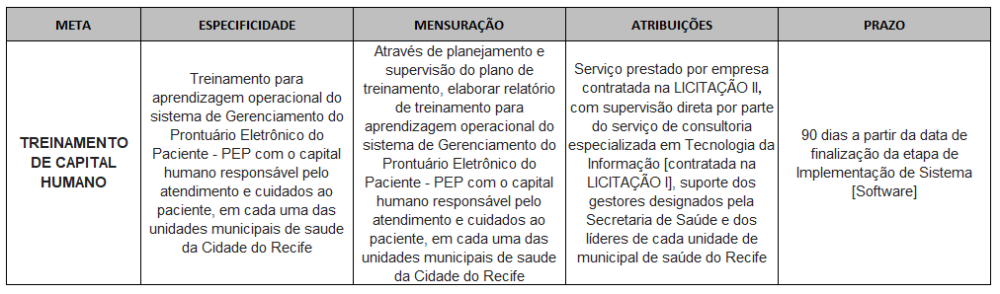 META
ESPECIFICIDADE
MENSURAÇÃO
ATRIBUIÇÕES
PRAZO
TREINAMENTO
DE CAPITAL
HUMANO
Treinamento para
aprendizagem operacional do
sistema de Gerenciamento do
Prontuário Eletrônico do
Paciente - PEP com o capital
humano responsável pelo
atendimento e cuidados ao
paciente, em cada uma das
unidades municipais de saude
da Cidade do Recife
Através de planejamento e
supervisão do plano de
treinamento, elaborar relatório
de treinamento para
aprendizagem operacional do
sistema de Gerenciamento do
Prontuário Eletrônico do
Paciente - PEP com o capital
humano responsável pelo
atendimento e cuidados ao
paciente, em cada uma das
unidades municipais de saude
da Cidade do Recife
Serviço prestado por empresa
contratada na LICITAÇÃO II,
com supervisão direta por parte
do serviço de consultoria
especializada em Tecnologia da
Informação [contratada na
LICITAÇÃO I], suporte dos
gestores designados pela
Secretaria de Saúde e dos
líderes de cada unidade de
municipal de saúde do Recife
90 dias a partir da data de
finalização da etapa de
Implementação de Sistema
[Software]